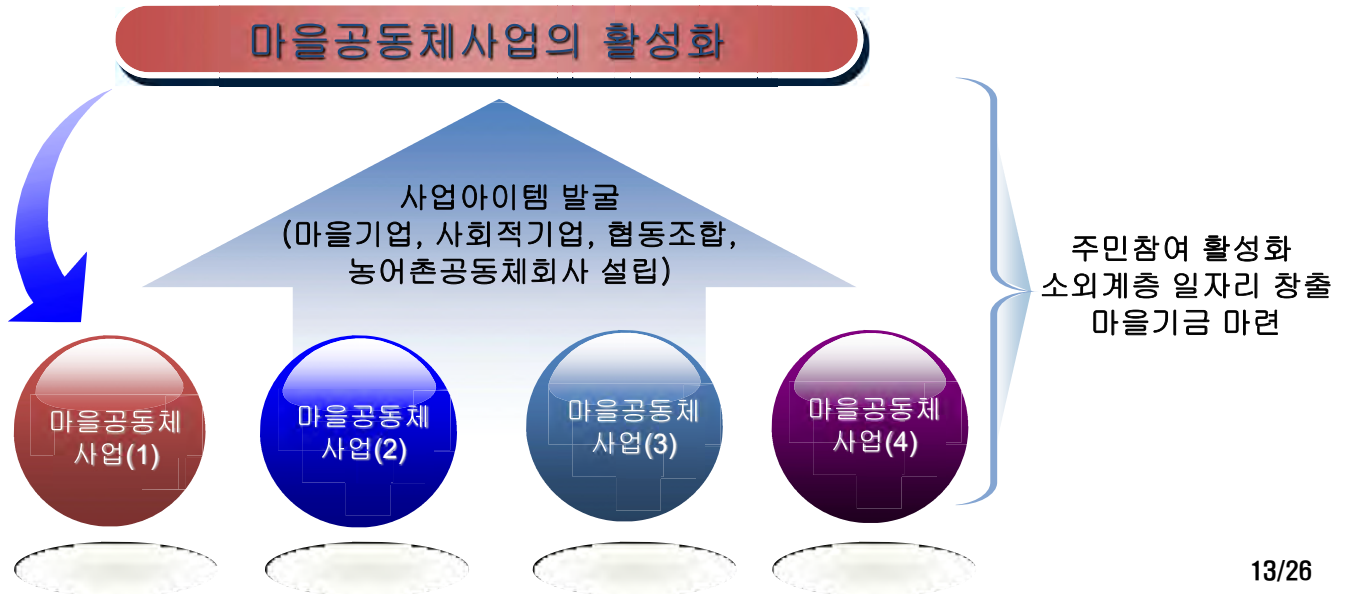 마을공동체사업의 활성화
사업아이템 발굴
(마을기업, 사회적기업, 협동조합,
농어촌공동체회사 설립)
주민참여 활성화
소외계층 일자리 창출
마을기금 마련
마을공동체
사업(1)
마을공동체
사업(2)
마을공동체
사업(3)
마을공동체
사업(4)
13/26